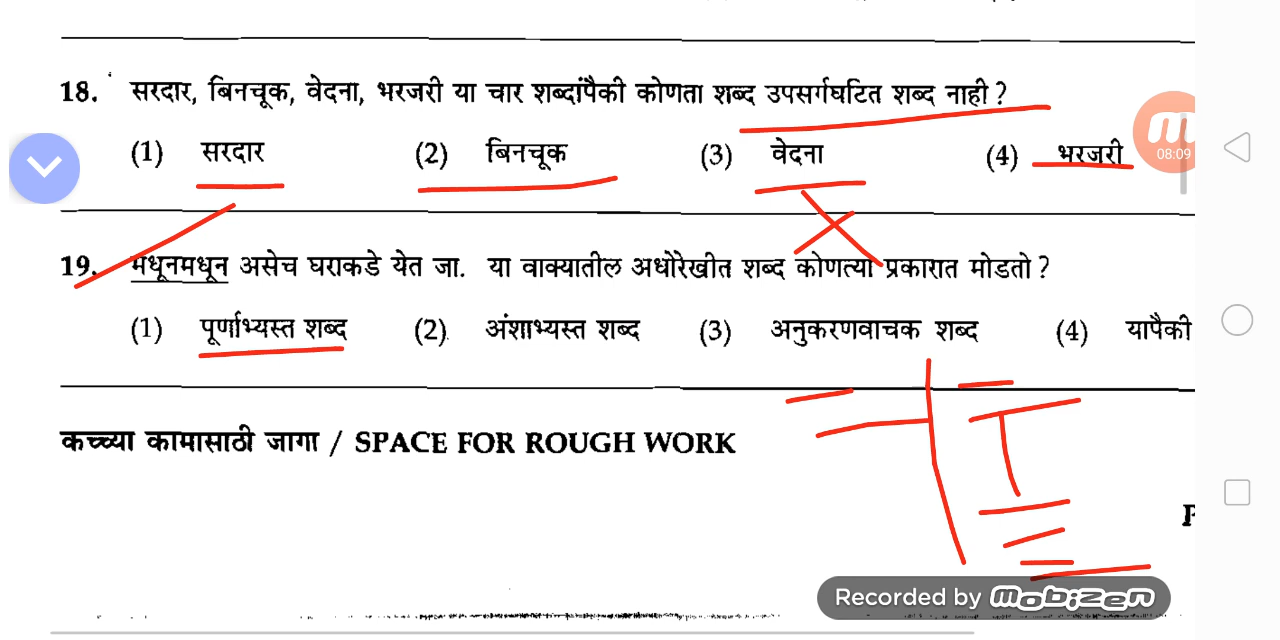 18. सरदार, बिनचूक, वेदना, भरजरी या चार शब्दांपैकी कोणता शब्द उपसर्गघटित शब्द नाही ?
(1) सरदार (2) बिनचूक (3) वेदना (4) भरजरी
08:09
19. मधूनमधून असेच घराकडे येत जा. या वाक्यातील अधोरेखीत शब्द कोणत्या प्रकारात मोडतो ?
(1) पूर्णाभ्यस्त शब्द (2) अंशाभ्यस्त शब्द (3) अनुकरणवाचक शब्द (4) यापैकी
कच्च्या कामासाठी जागा / SPACE FOR ROUGH WORK
P
Recorded by mobizen